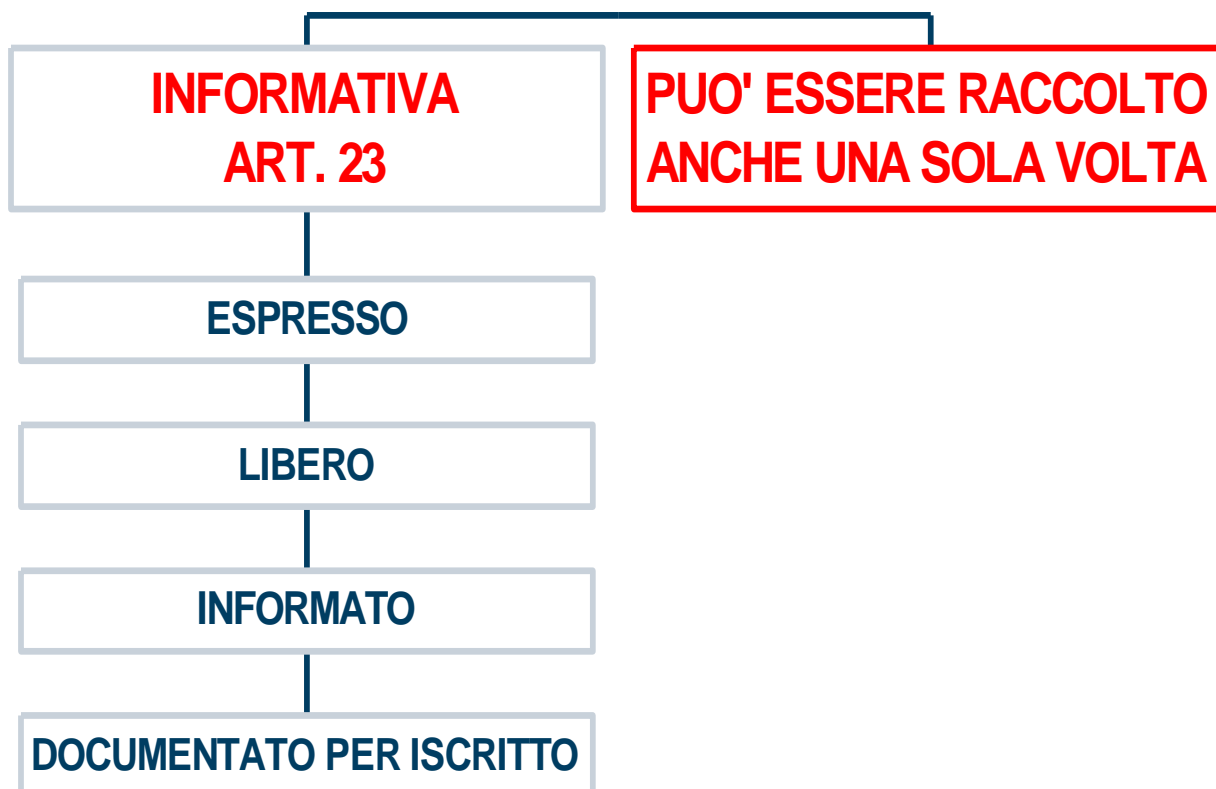 INFORMATIVA
ART. 23
PUO' ESSERE RACCOLTO
ANCHE UNA SOLA VOLTA
ESPRESSO
LIBERO
INFORMATO
DOCUMENTATO PER ISCRITTO